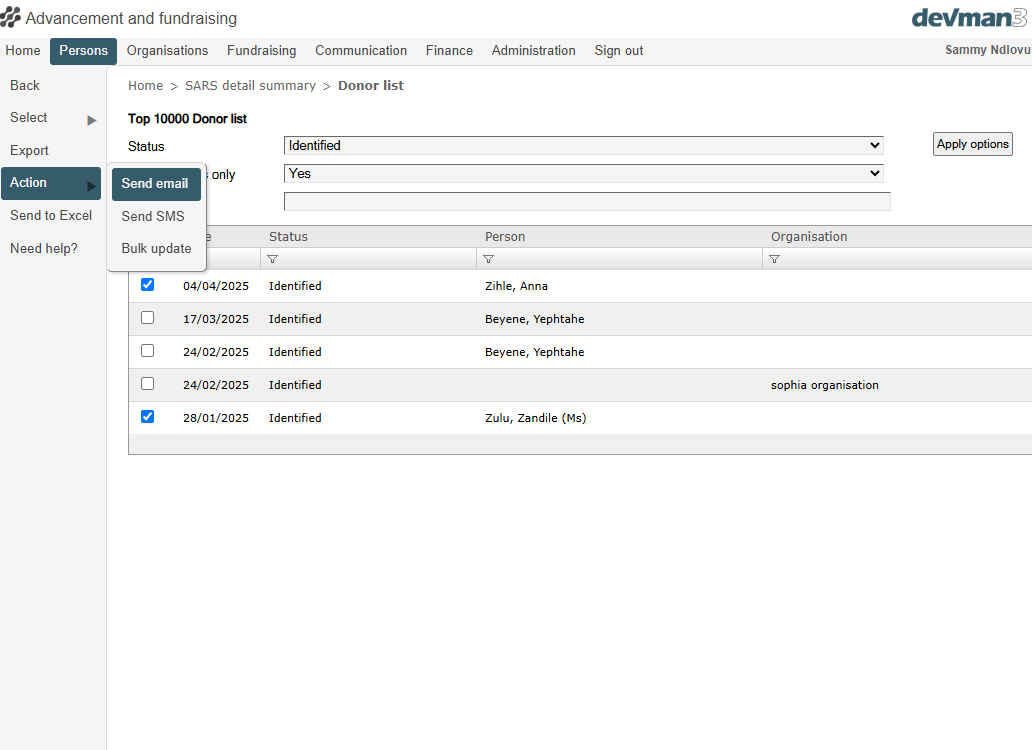 Advancement and fundraising
devman3
Home Persons Organisations Fundraising Communication Finance Administration Sign out
Sammy Ndlovu
Back
Select
Export
Action
Send to Excel
Need help?
Send email
Send SMS
Bulk update
Home > SARS detail summary > Donor list
Top 10000 Donor list
Status Identified Apply options
only Yes
Status Person Organisation
04/04/2025 Identified Zihle, Anna
17/03/2025 Identified Beyene, Yephtahe
24/02/2025 Identified Beyene, Yephtahe
24/02/2025 Identified sophia organisation
28/01/2025 Identified Zulu, Zandile (Ms)